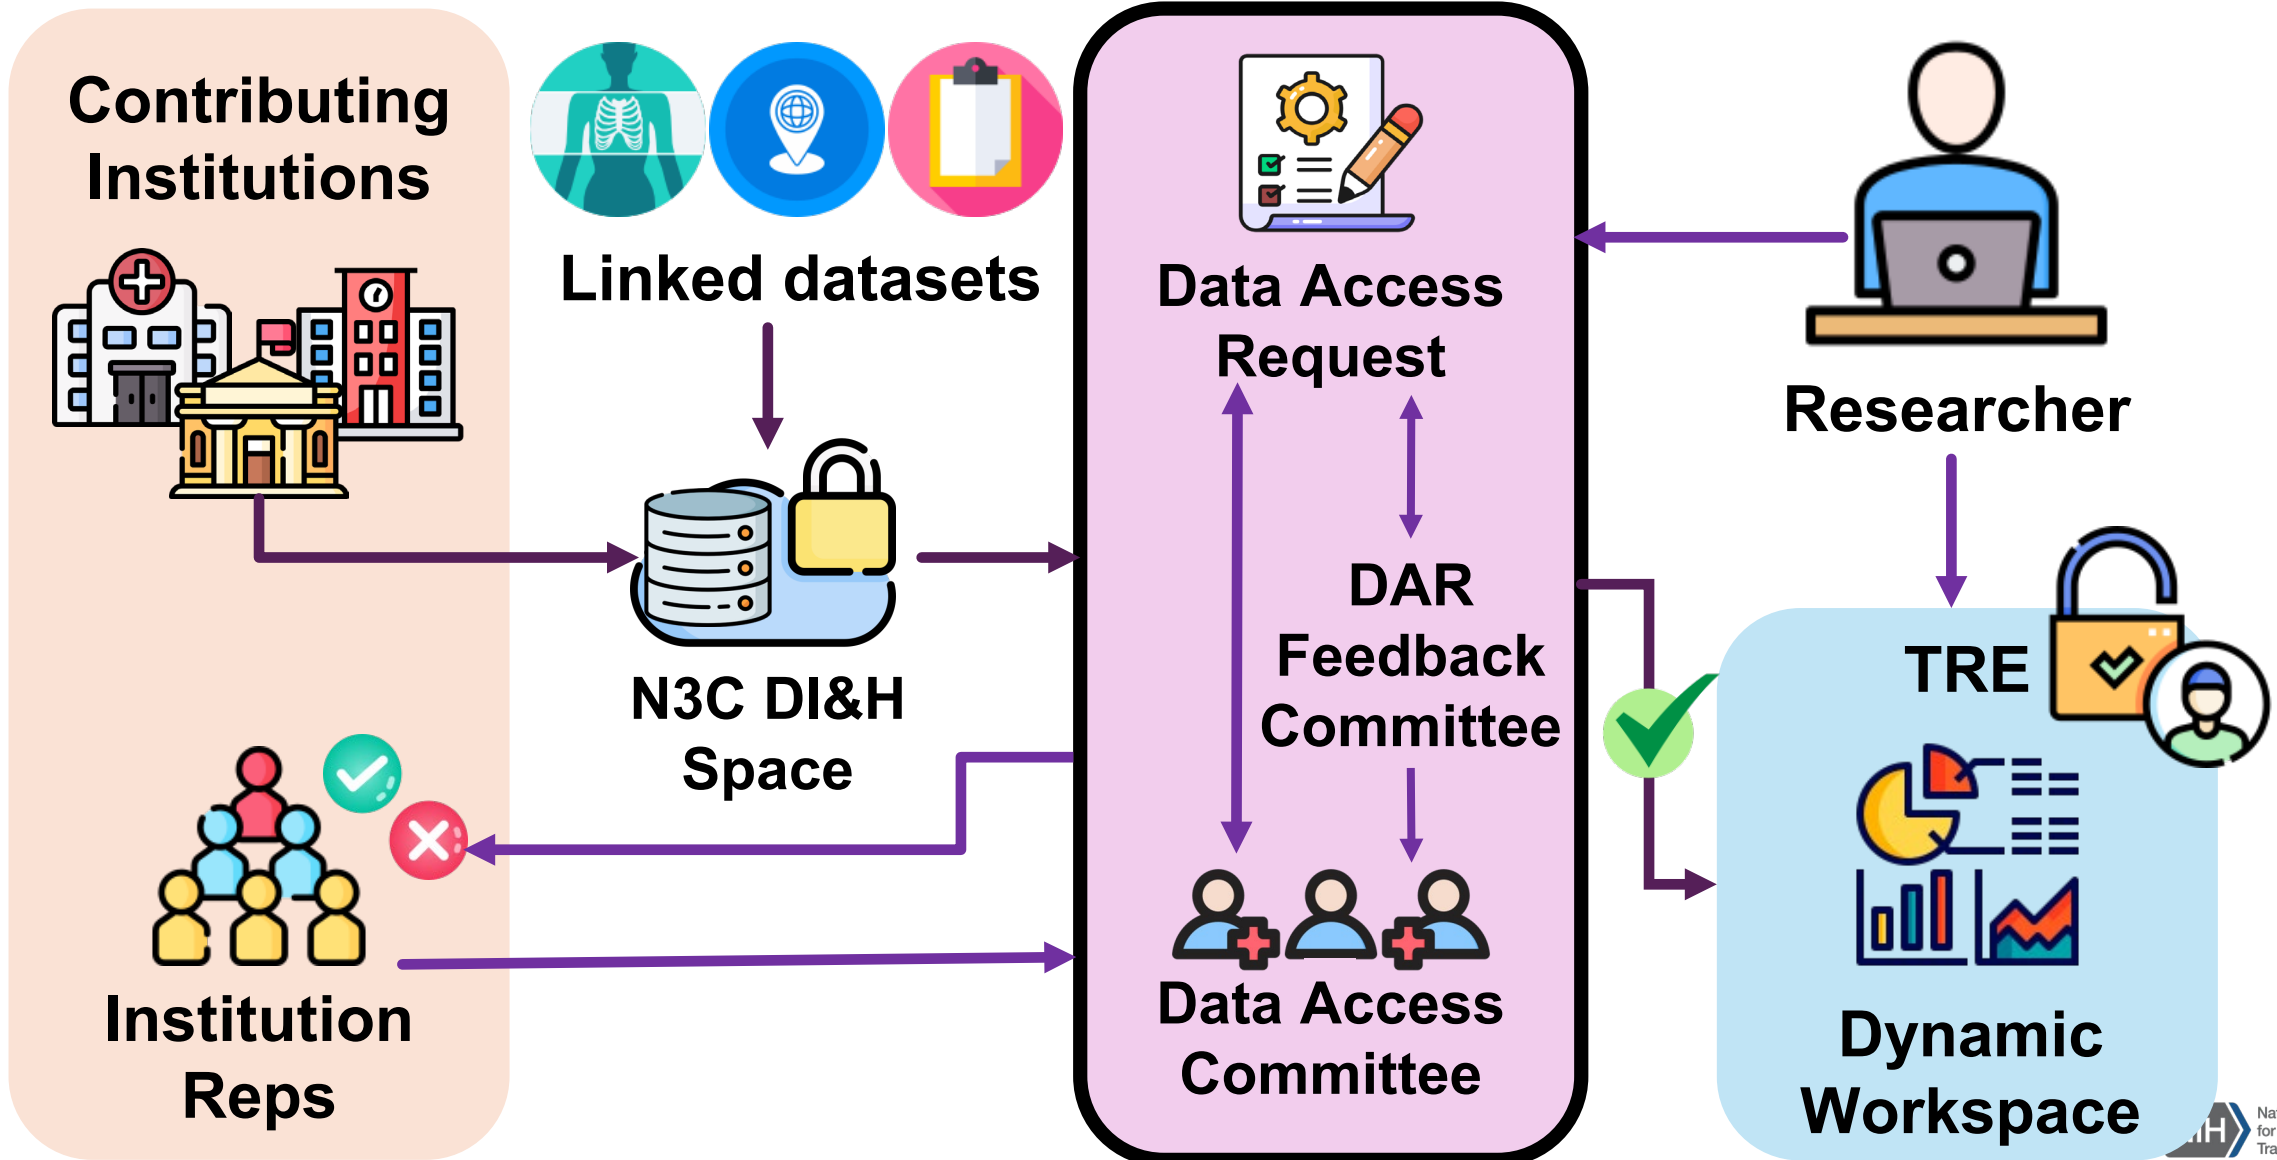 Contributing
Institutions
Linked datasets
N3C DI&H
Space
Institution
Reps
Data Access
Request
DAR
Feedback
Committee
Data Access
Committee
Researcher
TRE
Dynamic
Workspace
for